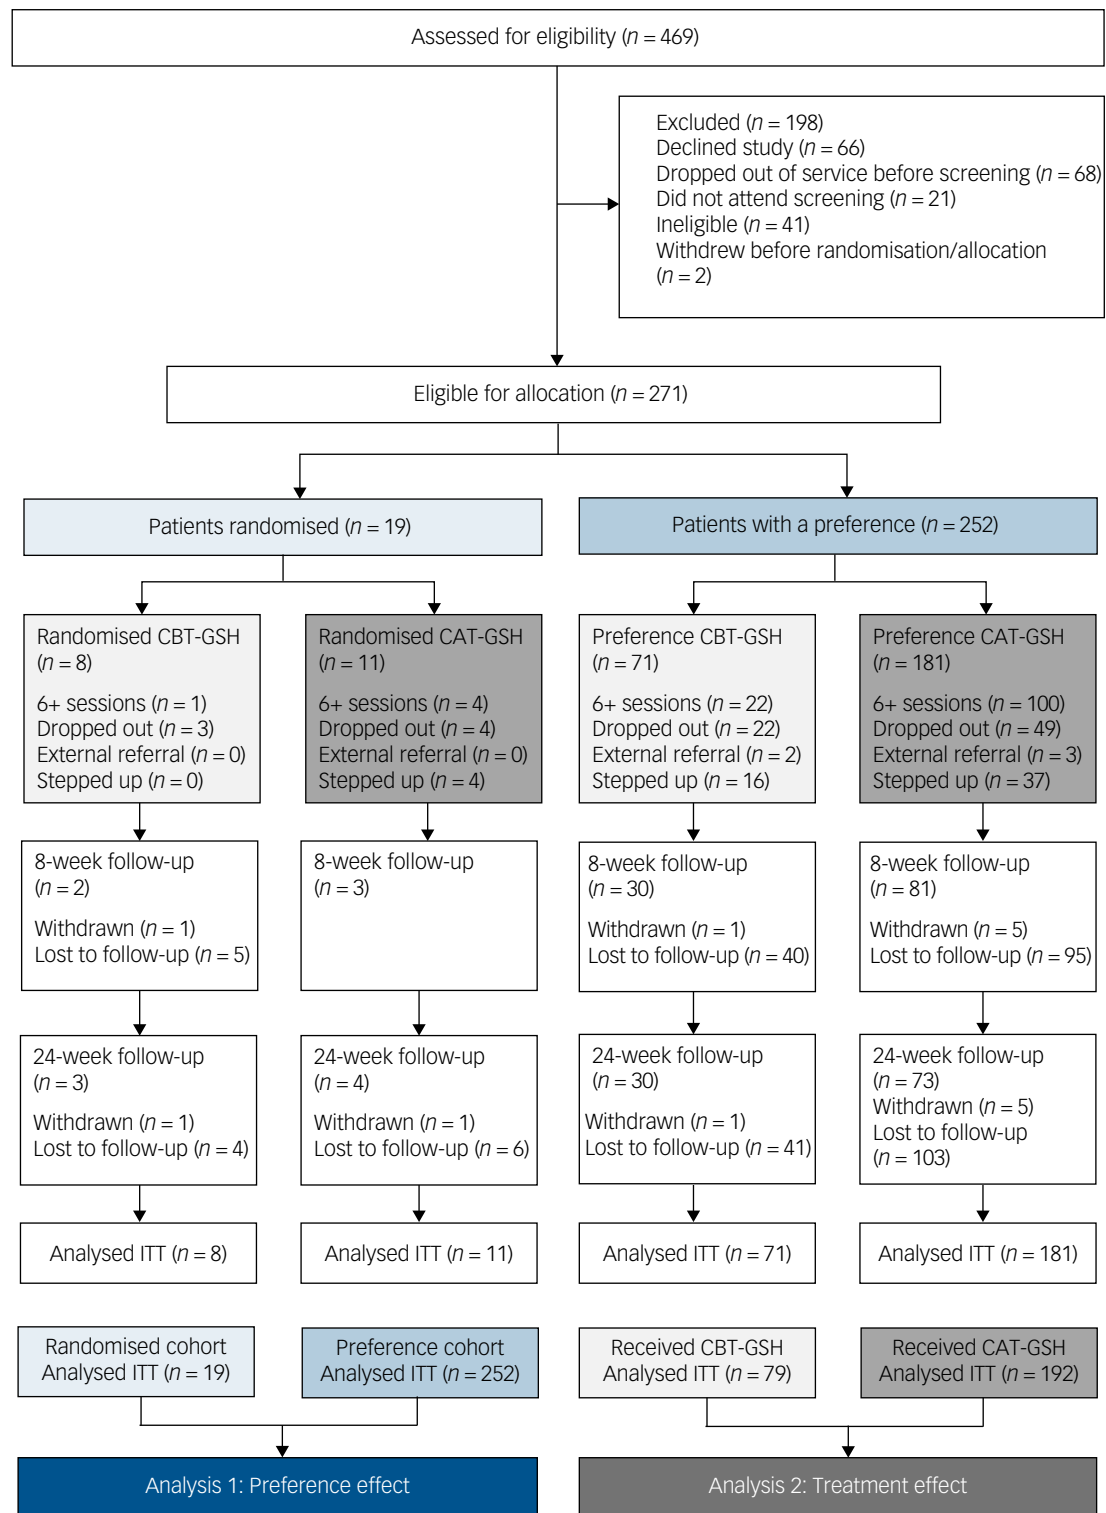 Assessed for eligibility (n = 469)
Excluded (n = 198)
Declined study (n = 66)
Dropped out of service before screening (n = 68)
Did not attend screening (n = 21)
Ineligible (n = 41)
Withdrew before randomisation/allocation
(n = 2)
Eligible for allocation (n = 271)
Patients randomised (n = 19)
Patients with a preference (n = 252)
Randomised CBT-GSH
(n = 8)
6+ sessions (n = 1)
Dropped out (n = 3)
External referral (n = 0)
Stepped up (n = 0)
Randomised CAT-GSH
(n = 11)
6+ sessions (n = 4)
Dropped out (n = 4)
External referral (n = 0)
Stepped up (n = 4)
Preference CBT-GSH
(n = 71)
6+ sessions (n = 22)
Dropped out (n = 22)
External referral (n = 2)
Stepped up (n = 16)
Preference CAT-GSH
(n = 181)
6+ sessions (n = 100)
Dropped out (n = 49)
External referral (n = 3)
Stepped up (n = 37)
8-week follow-up
(n = 2)
Withdrawn (n = 1)
Lost to follow-up (n = 5)
8-week follow-up
(n = 3)
8-week follow-up
(n = 30)
Withdrawn (n = 1)
Lost to follow-up (n = 40)
8-week follow-up
(n = 81)
Withdrawn (n = 5)
Lost to follow-up (n = 95)
24-week follow-up
(n = 3)
Withdrawn (n = 1)
Lost to follow-up (n = 4)
24-week follow-up
(n = 4)
Withdrawn (n = 1)
Lost to follow-up (n = 6)
24-week follow-up
(n = 30)
Withdrawn (n = 1)
Lost to follow-up (n = 41)
24-week follow-up
(n = 73)
Withdrawn (n = 5)
Lost to follow-up
(n = 103)
Analysed ITT (n = 8)
Analysed ITT (n = 11)
Analysed ITT (n = 71)
Analysed ITT (n = 181)
Randomised cohort
Analysed ITT (n = 19)
Preference cohort
Analysed ITT (n = 252)
Received CBT-GSH
Analysed ITT (n = 79)
Received CAT-GSH
Analysed ITT (n = 192)
Analysis 1: Preference effect
Analysis 2: Treatment effect